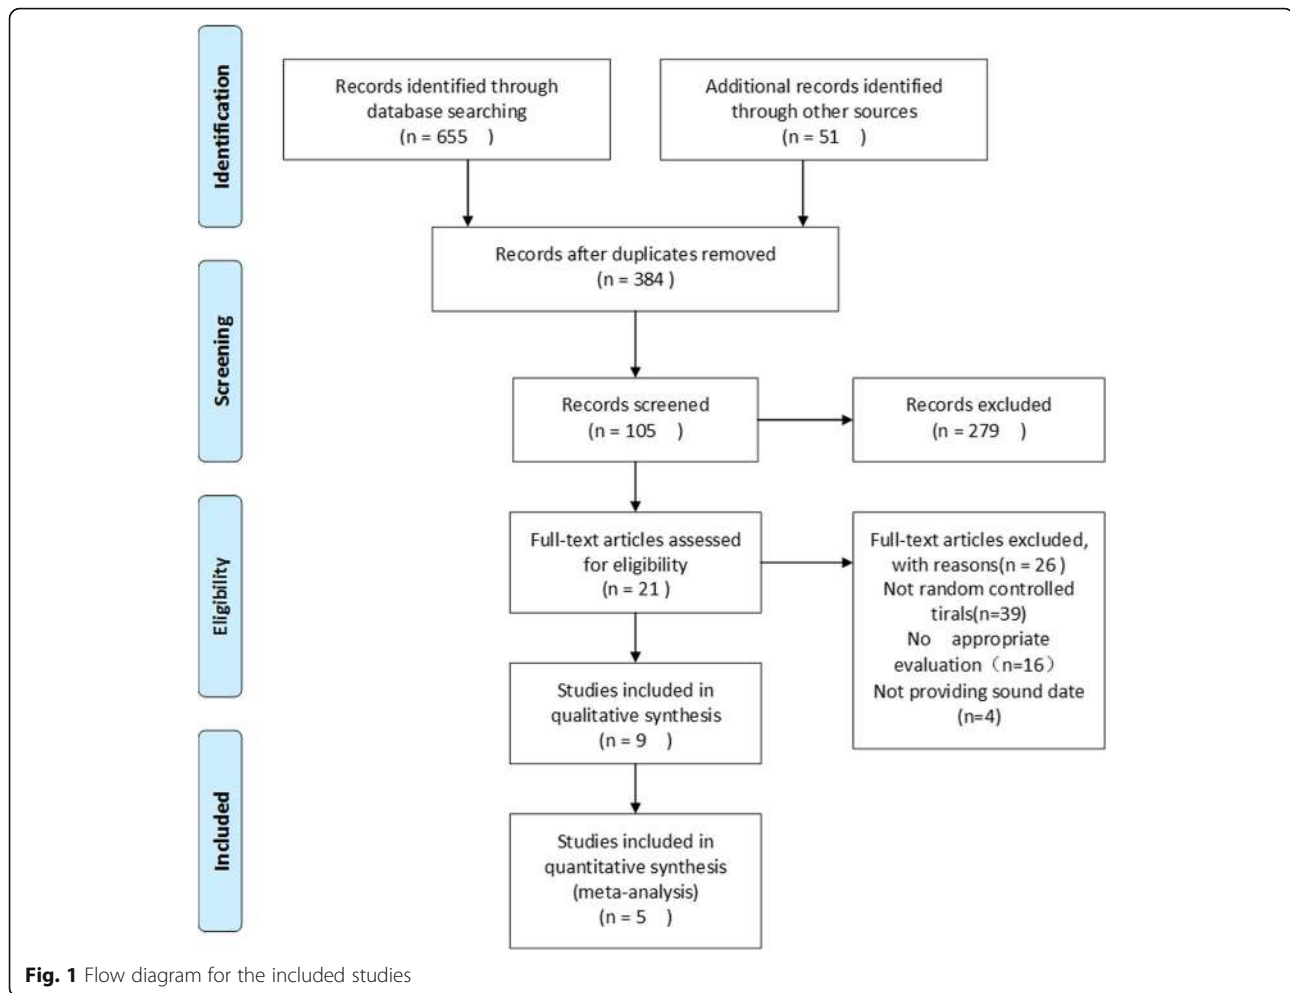 Identification
Records identified through
database searching
(n = 655    )
Additional records identified
through other sources
(n = 51    )
Records after duplicates removed
(n = 384 )
Screening
Records screened
(n = 105    )
Records excluded
(n = 279    )
Eligibility
Full-text articles assessed
for eligibility
(n = 21 )
Full-text articles excluded,
with reasons(n = 26 )
Not random controlled
tirals(n=39)
No    appropriate
evaluation（n=16）
Not providing sound date
(n=4)
Studies included in
qualitative synthesis
(n = 9    )
Included
Studies included in
quantitative synthesis
(meta-analysis)
(n = 5    )
Fig. 1 Flow diagram for the included studies